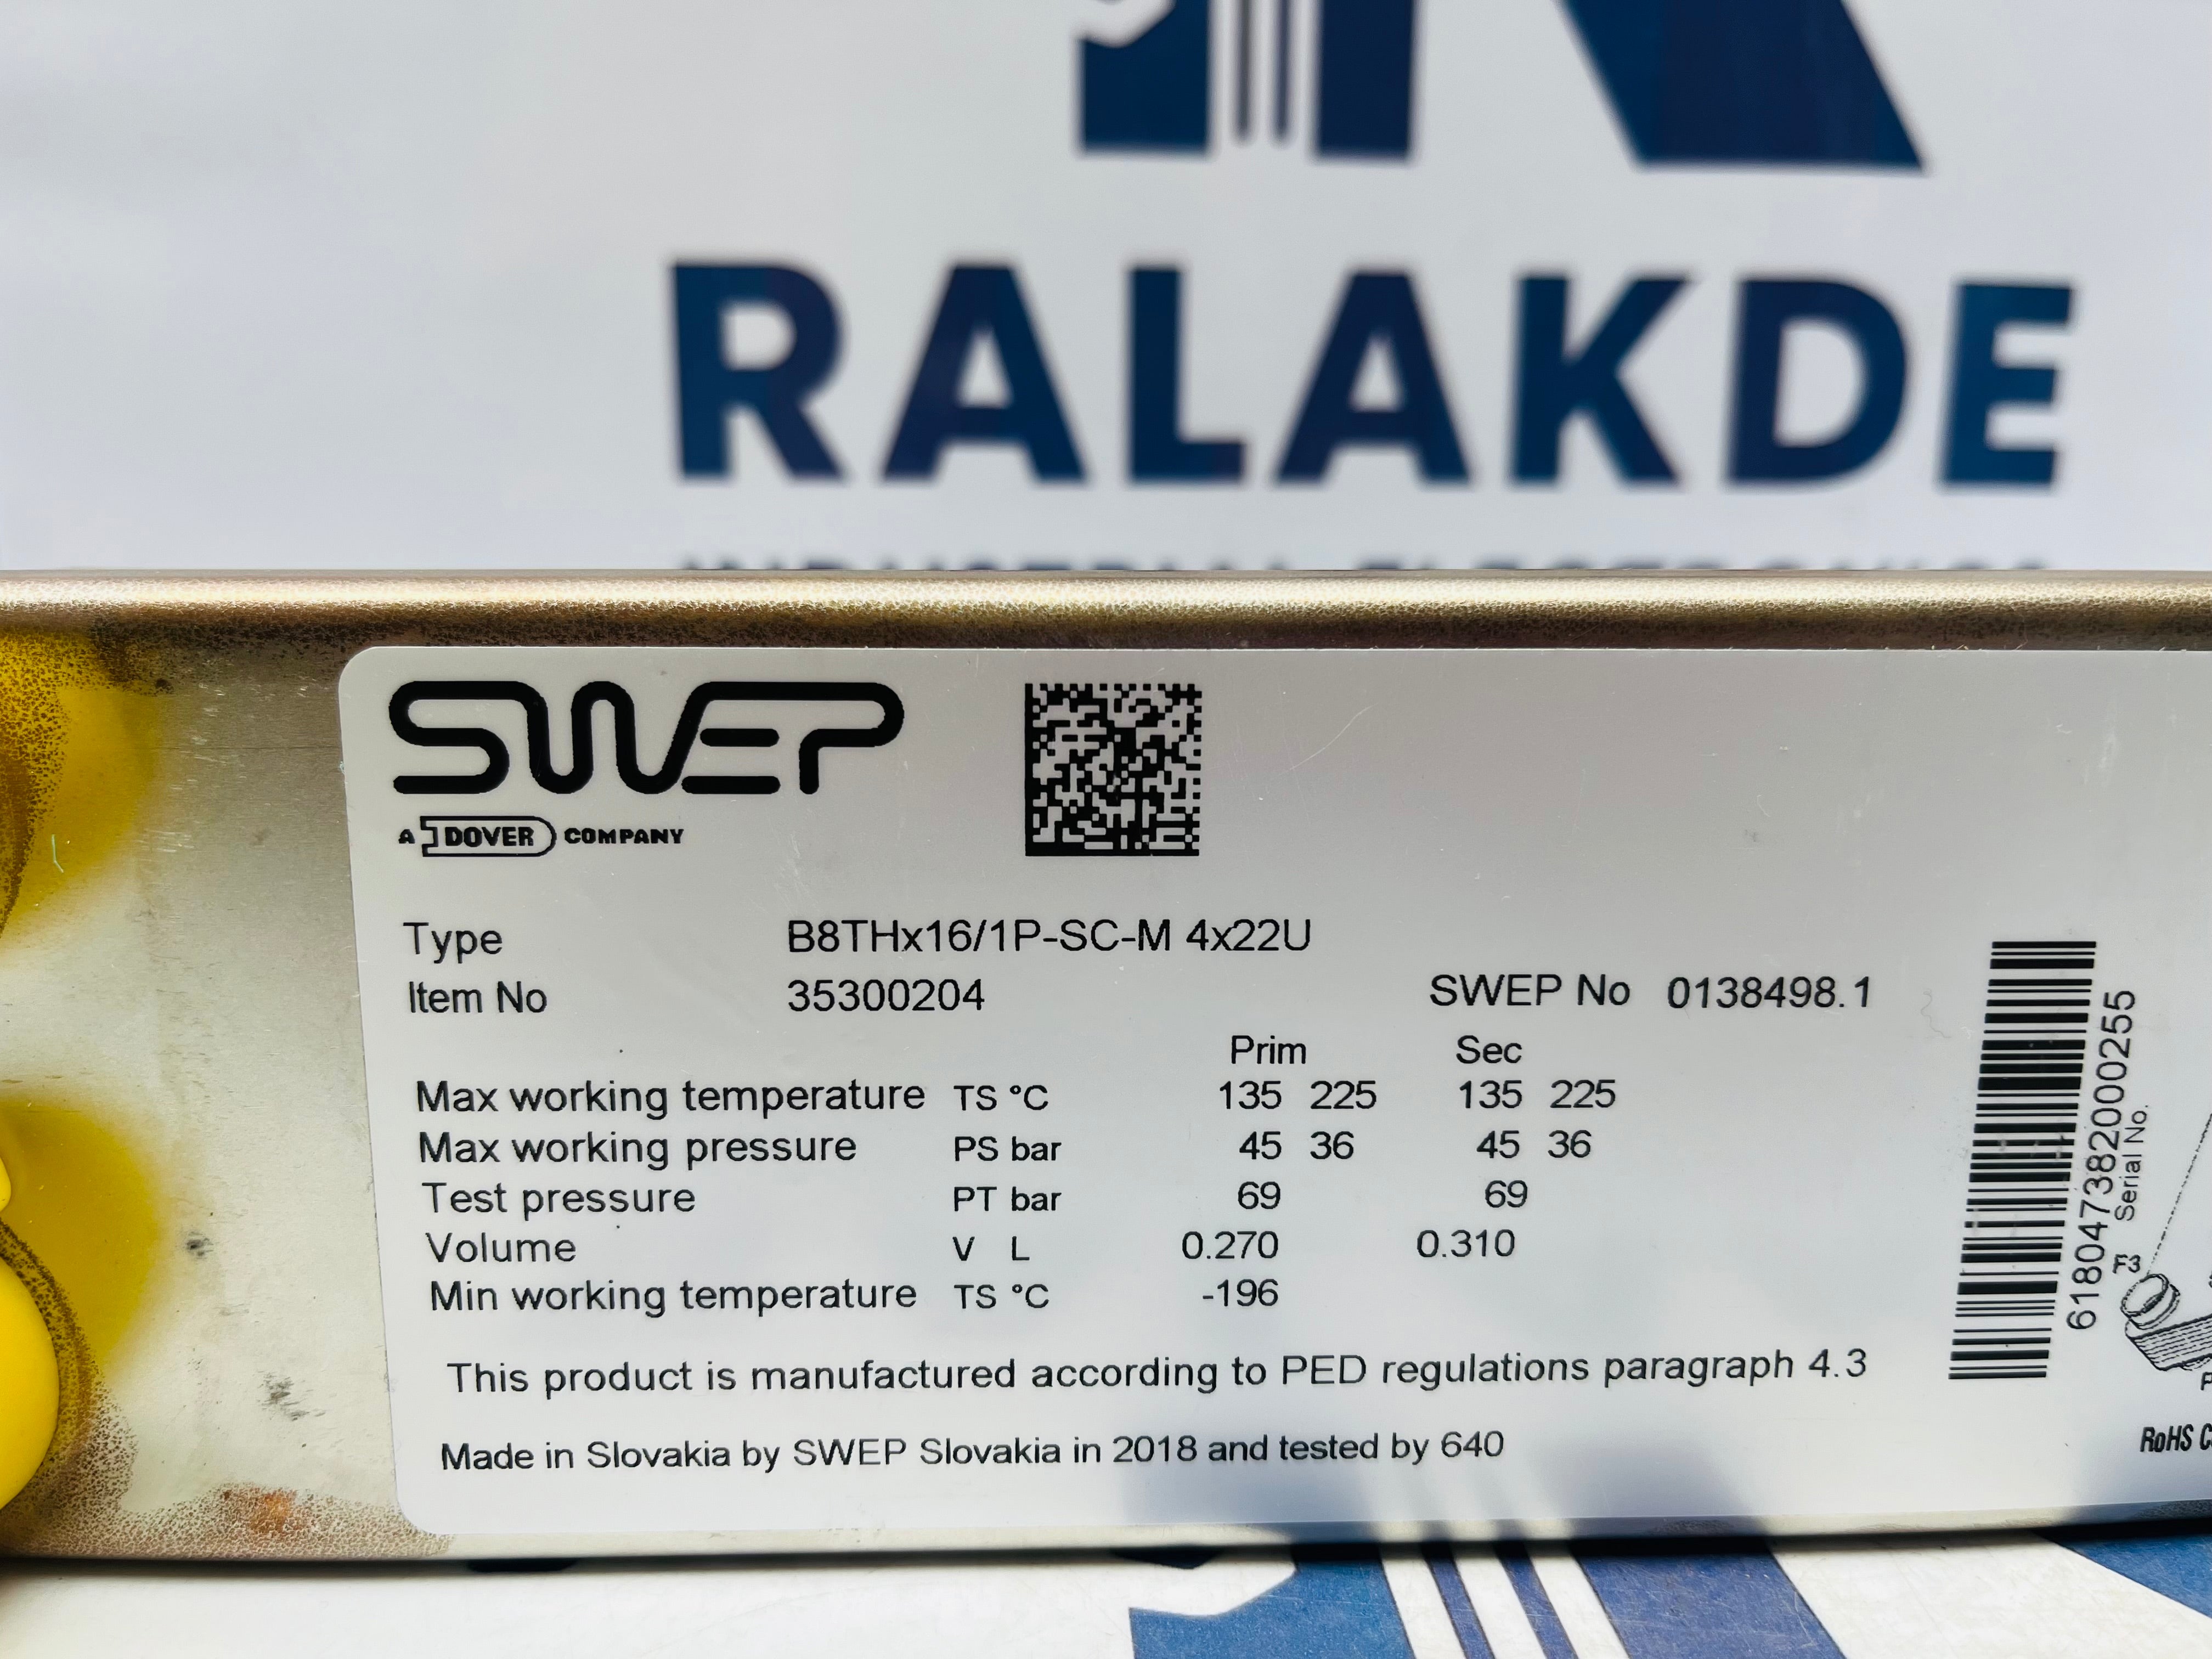 RALAKDE
SWEP
A DOVER COMPANY
Type B8THx16/1P-SC-M 4x22U
Item No 35300204 SWEP No 0138498.1
Prim Sec
Max working temperature TS °C 135 225 135 225
Max working pressure PS bar 45 36 45 36
Test pressure PT bar 69 69
Volume V L 0.270 0.310
Min working temperature TS °C -196
This product is manufactured according to PED regulations paragraph 4.3
Made in Slovakia by SWEP Slovakia in 2018 and tested by 640
618047382000255
Serial No.
F3
RoHS